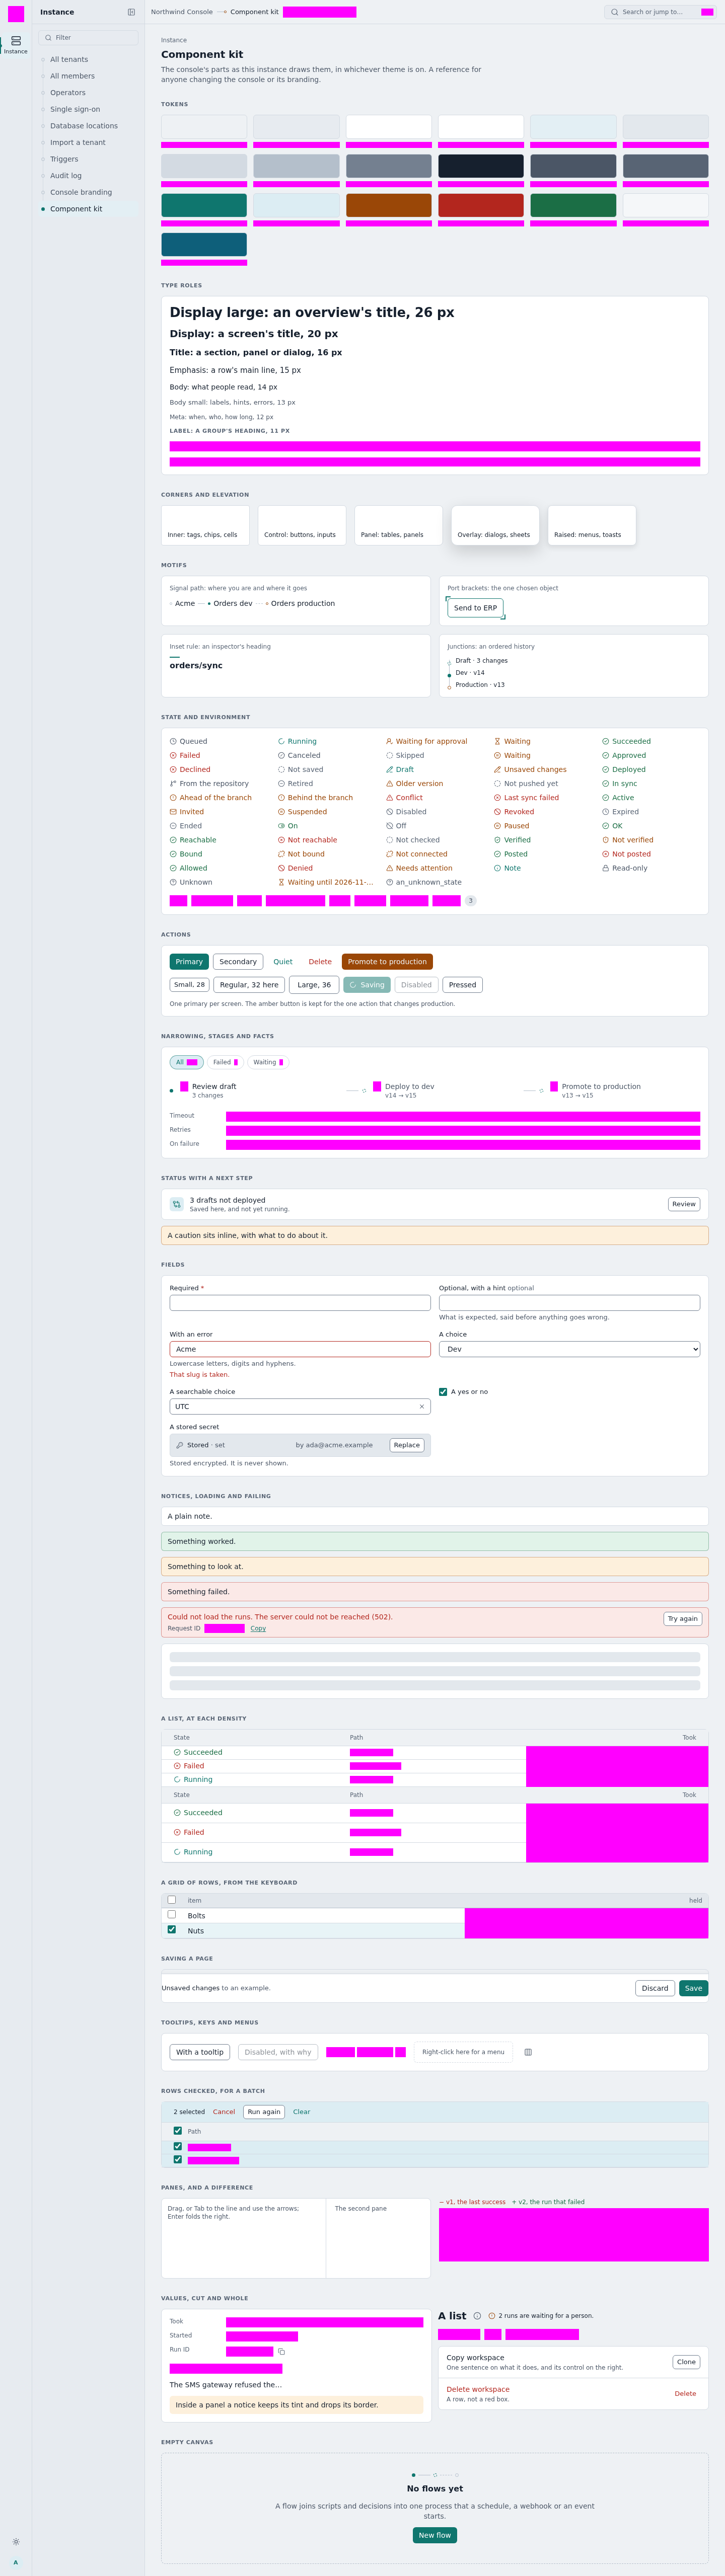 Instance
Northwind Console
Component kit
Search or jump to...
Instance
Filter
All tenants
All members
Operators
Single sign-on
Database locations
Import a tenant
Triggers
Audit log
Console branding
Component kit
A
Instance
Component kit
The console's parts as this instance draws them, in whichever theme is on. A reference for
anyone changing the console or its branding.
TOKENS
TYPE ROLES
Display large: an overview's title, 26 px
Display: a screen's title, 20 px
Title: a section, panel or dialog, 16 px
Emphasis: a row's main line, 15 px
Body: what people read, 14 px
Body small: labels, hints, errors, 13 px
Meta: when, who, how long, 12 px
LABEL: A GROUP'S HEADING, 11 PX
CORNERS AND ELEVATION
Inner: tags, chips, cells
Control: buttons, inputs
Panel: tables, panels
Overlay: dialogs, sheets
Raised: menus, toasts
MOTIFS
Signal path: where you are and where it goes
Acme
Orders dev
Orders production
Port brackets: the one chosen object
Send to ERP
Inset rule: an inspector's heading
orders/sync
Junctions: an ordered history
Draft · 3 changes
Dev · v14
Production · v13
STATE AND ENVIRONMENT
Queued
Running
Waiting for approval
Waiting
Succeeded
Failed
Canceled
Skipped
Waiting
Approved
Declined
Not saved
Draft
Unsaved changes
Deployed
From the repository
Retired
Older version
Not pushed yet
In sync
Ahead of the branch
Behind the branch
Conflict
Last sync failed
Active
Invited
Suspended
Disabled
Revoked
Expired
Ended
On
Off
Paused
OK
Reachable
Not reachable
Not checked
Verified
Not verified
Bound
Not bound
Not connected
Posted
Not posted
Allowed
Denied
Needs attention
Note
Read-only
Unknown
Waiting until 2026-11-...
an_unknown_state
3
ACTIONS
Primary
Secondary
Quiet
Delete
Promote to production
Small, 28
Regular, 32 here
Large, 36
Saving
Disabled
Pressed
One primary per screen. The amber button is kept for the one action that changes production.
NARROWING, STAGES AND FACTS
All
Failed
Waiting
Review draft
3 changes
Deploy to dev
v14 → v15
Promote to production
v13 → v15
Timeout
Retries
On failure
STATUS WITH A NEXT STEP
3 drafts not deployed
Saved here, and not yet running.
Review
A caution sits inline, with what to do about it.
FIELDS
Required *
Optional, with a hint optional
What is expected, said before anything goes wrong.
With an error
Acme
Lowercase letters, digits and hyphens.
That slug is taken.
A choice
Dev
A searchable choice
UTC
A yes or no
A stored secret
Stored · set
by ada@acme.example
Replace
Stored encrypted. It is never shown.
NOTICES, LOADING AND FAILING
A plain note.
Something worked.
Something to look at.
Something failed.
Could not load the runs. The server could not be reached (502).
Request ID
Copy
Try again
A LIST, AT EACH DENSITY
State
Path
Took
Succeeded
Failed
Running
State
Path
Took
Succeeded
Failed
Running
A GRID OF ROWS, FROM THE KEYBOARD
item
held
Bolts
Nuts
SAVING A PAGE
Unsaved changes to an example.
Discard
Save
TOOLTIPS, KEYS AND MENUS
With a tooltip
Disabled, with why
Right-click here for a menu
ROWS CHECKED, FOR A BATCH
2 selected
Cancel
Run again
Clear
Path
PANES, AND A DIFFERENCE
Drag, or Tab to the line and use the arrows;
Enter folds the right.
The second pane
− v1, the last success
+ v2, the run that failed
VALUES, CUT AND WHOLE
Took
Started
Run ID
The SMS gateway refused the...
Inside a panel a notice keeps its tint and drops its border.
A list
2 runs are waiting for a person.
Copy workspace
One sentence on what it does, and its control on the right.
Clone
Delete workspace
A row, not a red box.
Delete
EMPTY CANVAS
No flows yet
A flow joins scripts and decisions into one process that a schedule, a webhook or an event
starts.
New flow